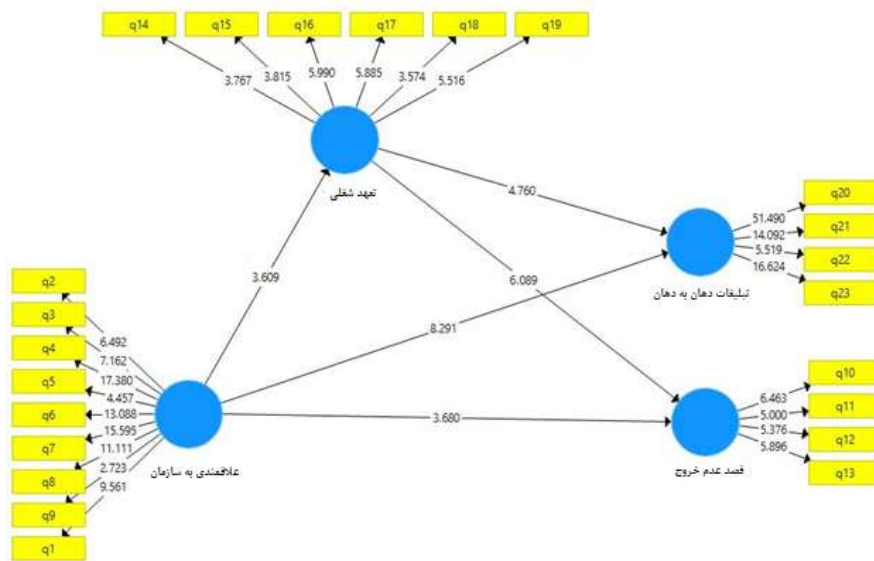 q14
q15
q16
q17
q18
q19
3.767
3.815
5.990
5.885
3.574
5.516
تعهد شغلی
4.760
6.089
3.609
8.291
3.680
q20
q21
q22
q23
51.490
14.092
5.519
16.624
تبلیغات دهان به دهان
q2
q3
q4
q5
q6
q7
q8
q9
q1
6.492
7.162
17.380
4.457
13.088
15.595
11.111
2.723
9.561
علاقمندی به سازمان
q10
q11
q12
q13
6.463
5.000
5.376
5.896
قصد عدم خروج